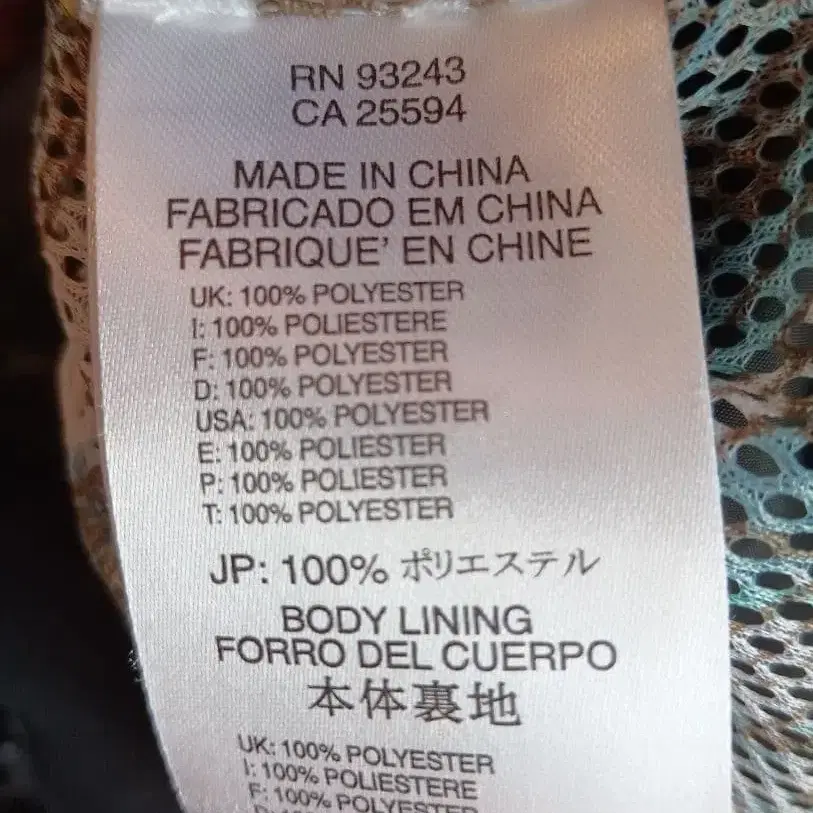 RN 93243
CA 25594
MADE IN CHINA
FABRICADO EM CHINA
FABRIQUE' EN CHINE
UK: 100% POLYESTER
I: 100% POLIESTERE
F: 100% POLYESTER
D: 100% POLYESTER
USA: 100% POLYESTER
E: 100% POLIESTER
P: 100% POLIESTER
T: 100% POLYESTER
JP: 100% ポリエステル
BODY LINING
FORRO DEL CUERPO
本体裏地
UK: 100% POLYESTER
I: 100% POLIESTERE
F: 100% POLYESTER